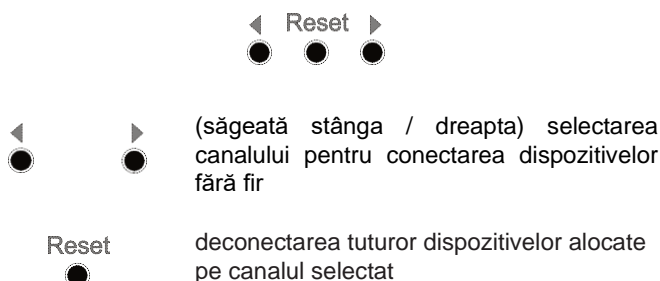 ◀ Reset ▶
(săgeată stânga / dreapta) selectarea
canalului pentru conectarea dispozitivelor
fără fir
Reset
deconectarea tuturor dispozitivelor alocate
pe canalul selectat